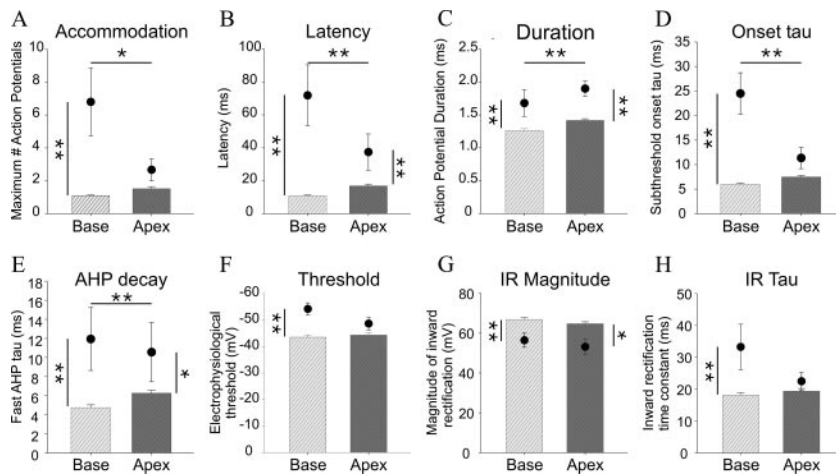 A
Accommodation
Maximum # Action Potentials
10
8
6
4
2
0
*
**
Base Apex
B
Latency
Latency (ms)
100
80
60
40
20
0
**
**
**
Base Apex
C
Duration
Action Potential Duration (ms)
2.5
2.0
1.5
1.0
0.5
0.0
**
**
**
Base Apex
D
Onset tau
Subthreshold onset tau (ms)
35
30
25
20
15
10
5
0
**
**
Base Apex
E
AHP decay
Fast AHP tau (ms)
18
16
14
12
10
8
6
4
2
0
**
**
*
Base Apex
F
Threshold
Electrophysiological
threshold (mV)
-60
-50
-40
-30
-20
-10
0
**
Base Apex
G
IR Magnitude
Magnitude of inward
rectification (mV)
80
60
40
20
0
**
*
Base Apex
H
IR Tau
Inward rectification
time constant (ms)
50
40
30
20
10
0
**
Base Apex